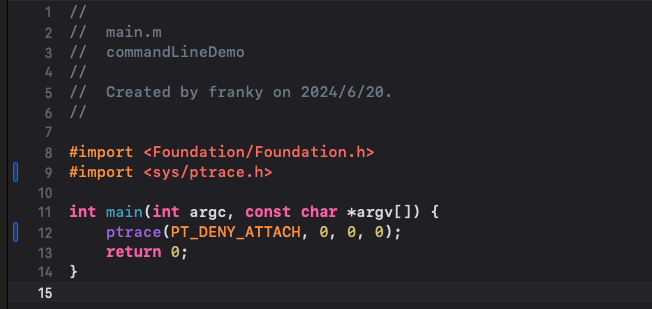 1 //
2 //  main.m
3 //  commandLineDemo
4 //
5 //  Created by franky on 2024/6/20.
6 //
7
8 #import <Foundation/Foundation.h>
9 #import <sys/ptrace.h>
10
11 int main(int argc, const char *argv[]) {
12     ptrace(PT_DENY_ATTACH, 0, 0, 0);
13     return 0;
14 }
15